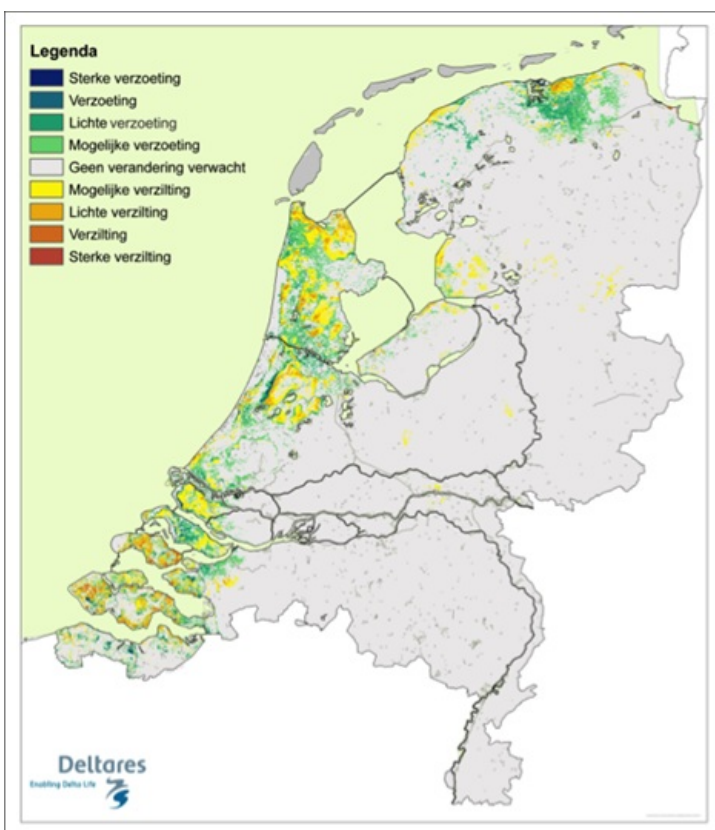 Legenda
Sterke verzoeting
Verzoeting
Lichte verzoeting
Mogelijke verzoeting
Geen verandering verwacht
Mogelijke verzilting
Lichte verzilting
Verzilting
Sterke verzilting
Deltares
Enabling Delta Life